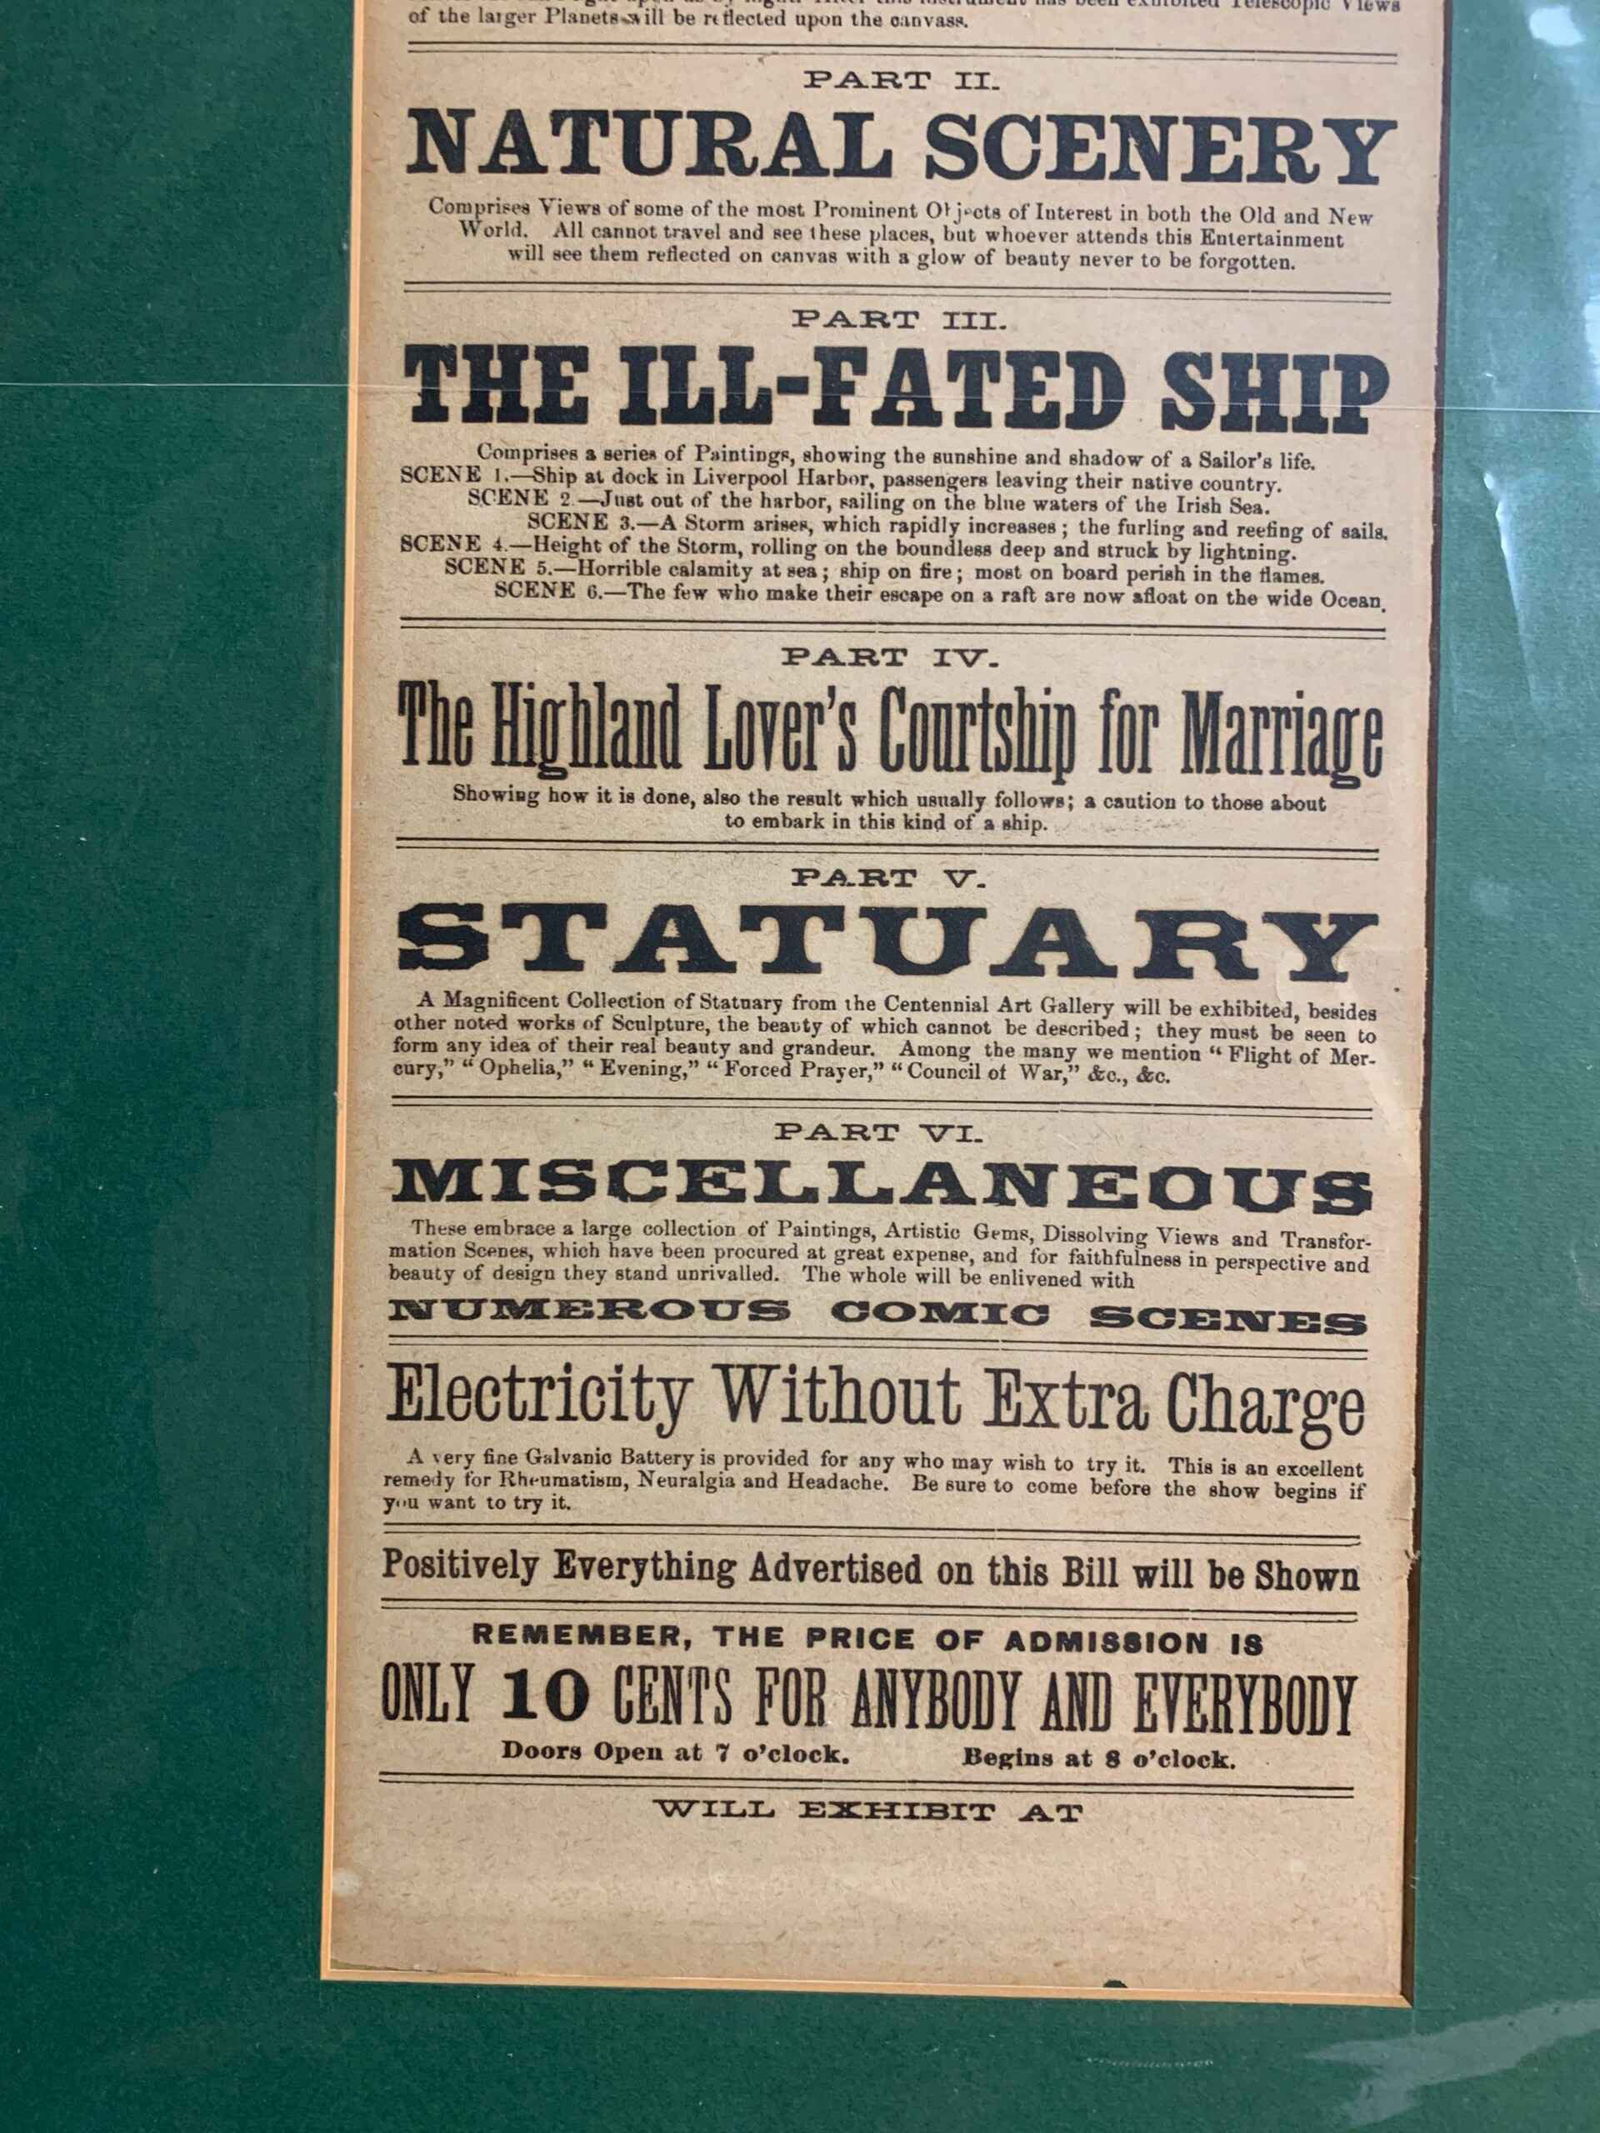 Telescopic Views
of the larger Planets will be reflected upon the canvass.
PART II.
NATURAL SCENERY
Comprises Views of some of the most Prominent Objects of Interest in both the Old and New
World. All cannot travel and see these places, but whoever attends this Entertainment
will see them reflected on canvas with a glow of beauty never to be forgotten.
PART III.
THE ILL-FATED SHIP
Comprises a series of Paintings, showing the sunshine and shadow of a Sailor's life.
SCENE 1.—Ship at dock in Liverpool Harbor, passengers leaving their native country.
SCENE 2—Just out of the harbor, sailing on the blue waters of the Irish Sea.
SCENE 3.—A Storm arises, which rapidly increases; the furling and reefing of sails.
SCENE 4.—Height of the Storm, rolling on the boundless deep and struck by lightning.
SCENE 5.—Horrible calamity at sea; ship on fire; most on board perish in the flames.
SCENE 6.—The few who make their escape on a raft are now afloat on the wide Ocean.
PART IV.
The Highland Lover's Courtship for Marriage
Showing how it is done, also the result which usually follows; a caution to those about
to embark in this kind of a ship.
PART V.
STATUARY
A Magnificent Collection of Statuary from the Centennial Art Gallery will be exhibited, besides
other noted works of Sculpture, the beauty of which cannot be described; they must be seen to
form any idea of their real beauty and grandeur. Among the many we mention "Flight of Mer-
cury," "Ophelia," "Evening," "Forced Prayer," "Council of War," &c., &c.
PART VI.
MISCELLANEOUS
These embrace a large collection of Paintings, Artistic Gems, Dissolving Views and Transfor-
mation Scenes, which have been procured at great expense, and for faithfulness in perspective and
beauty of design they stand unrivalled. The whole will be enlivened with
NUMEROUS COMIC SCENES
Electricity Without Extra Charge
A very fine Galvanic Battery is provided for any who may wish to try it. This is an excellent
remedy for Rheumatism, Neuralgia and Headache. Be sure to come before the show begins if
you want to try it.
Positively Everything Advertised on this Bill will be Shown
REMEMBER, THE PRICE OF ADMISSION IS
ONLY 10 CENTS FOR ANYBODY AND EVERYBODY
Doors Open at 7 o'clock. Begins at 8 o'clock.
WILL EXHIBIT AT